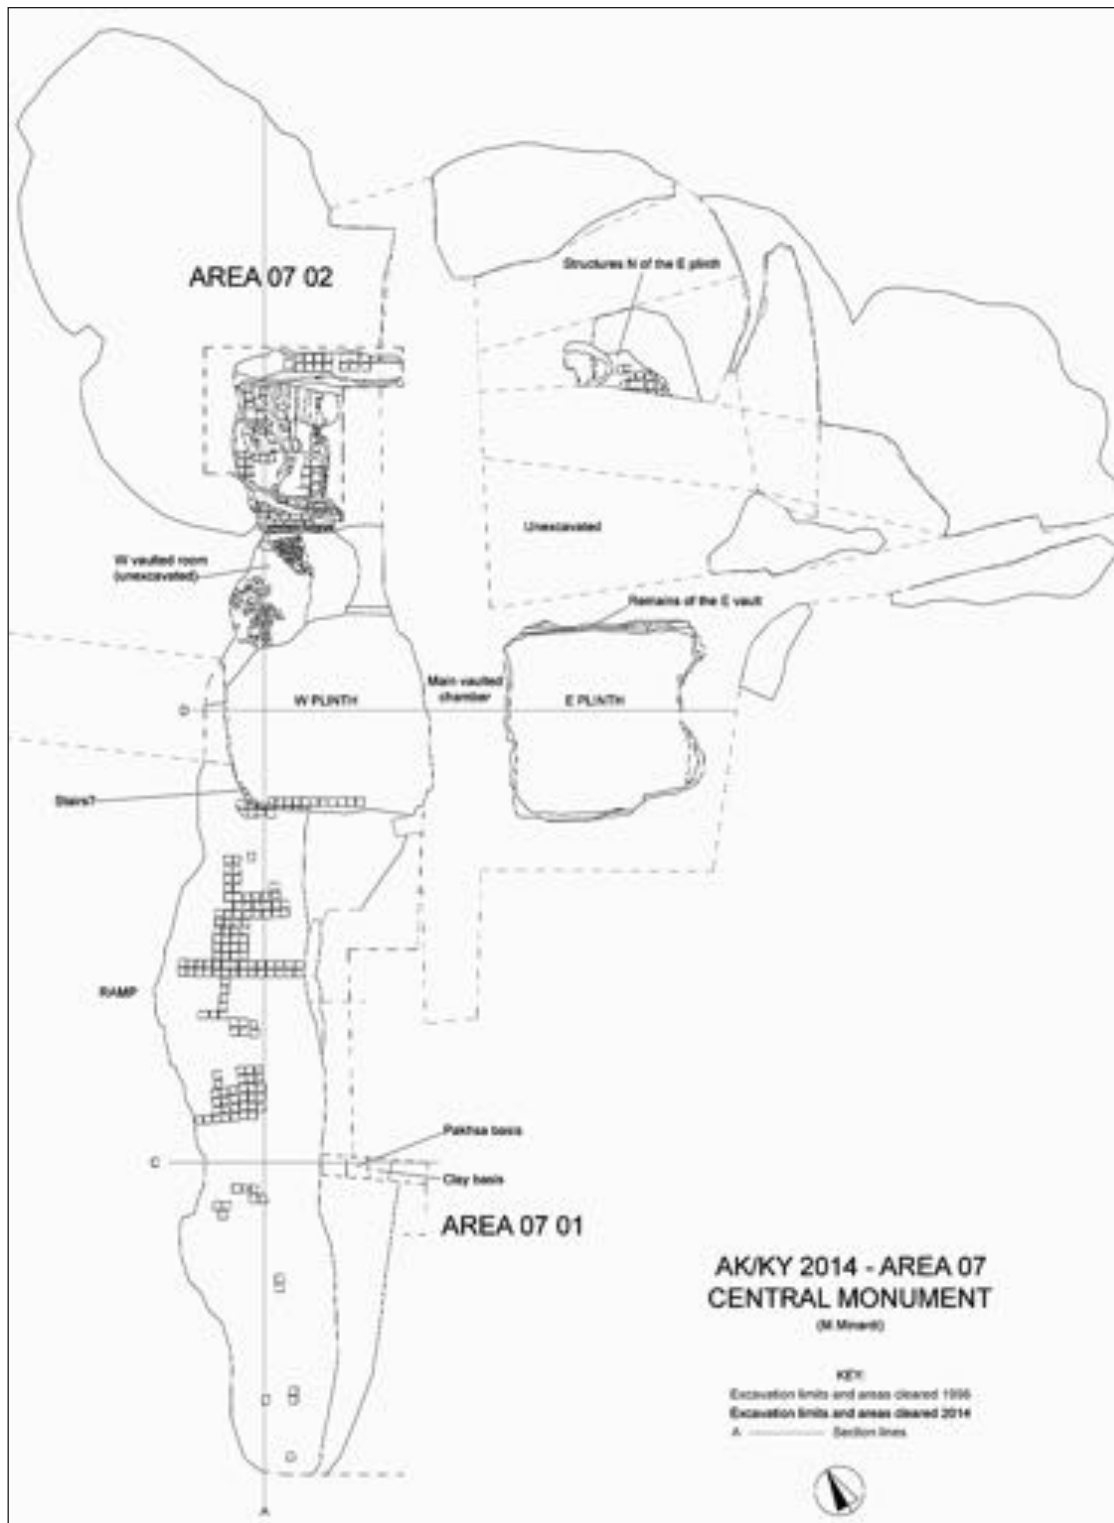 AREA 07 02
Structures N of the E plinth
W vaulted room
(unexcavated)
Unexcavated
Remains of the E vault
Main vaulted
chamber
W PLINTH
E PLINTH
D
Stairs?
RAMP
Pakhsa basis
C
Clay basis
AREA 07 01
AK/KY 2014 - AREA 07
CENTRAL MONUMENT
(M Minardi)
KEY:
Excavation limits and areas cleared
Excavation limits and areas cleared 2014
A Section lines
A